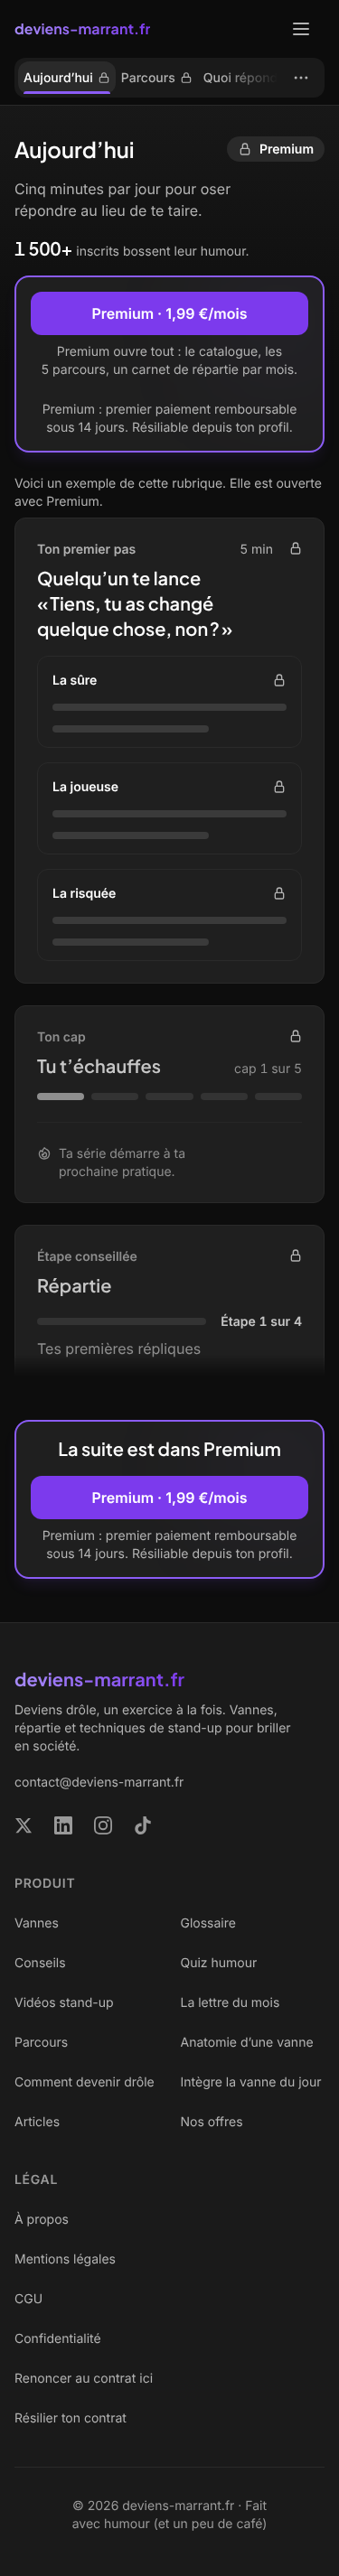 deviens-marrant.fr
Aujourd’hui Parcours Quoi répond
Aujourd’hui Premium
Cinq minutes par jour pour oser
répondre au lieu de te taire.
1 500+ inscrits bossent leur humour.
Premium · 1,99 €/mois
Premium ouvre tout : le catalogue, les
5 parcours, un carnet de répartie par mois.
Premium : premier paiement remboursable
sous 14 jours. Résiliable depuis ton profil.
Voici un exemple de cette rubrique. Elle est ouverte
avec Premium.
Ton premier pas 5 min
Quelqu’un te lance
« Tiens, tu as changé
quelque chose, non ? »
La sûre
La joueuse
La risquée
Ton cap
Tu t’échauffes cap 1 sur 5
Ta série démarre à ta
prochaine pratique.
Étape conseillée
Répartie
Étape 1 sur 4
Tes premières répliques
La suite est dans Premium
Premium · 1,99 €/mois
Premium : premier paiement remboursable
sous 14 jours. Résiliable depuis ton profil.
deviens-marrant.fr
Deviens drôle, un exercice à la fois. Vannes,
répartie et techniques de stand-up pour briller
en société.
contact@deviens-marrant.fr
PRODUIT
Vannes Glossaire
Conseils Quiz humour
Vidéos stand-up La lettre du mois
Parcours Anatomie d’une vanne
Comment devenir drôle Intègre la vanne du jour
Articles Nos offres
LÉGAL
À propos
Mentions légales
CGU
Confidentialité
Renoncer au contrat ici
Résilier ton contrat
© 2026 deviens-marrant.fr · Fait
avec humour (et un peu de café)